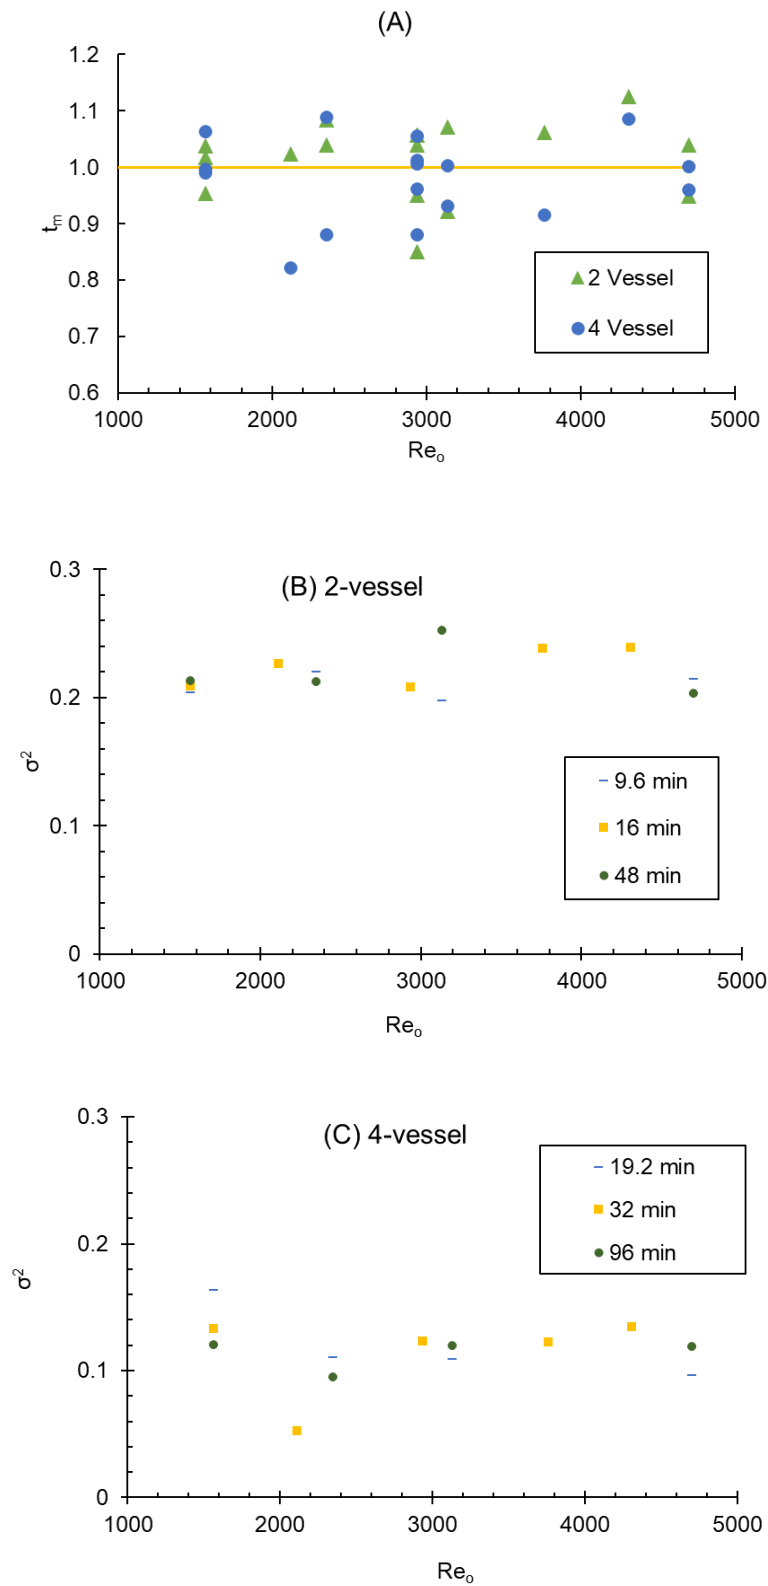 (A)
1.2
1.1
1.0
0.9
0.8
0.7
0.6
tm
2 Vessel
4 Vessel
1000 2000 3000 4000 5000
Reo
(B) 2-vessel
0.3
0.2
0.1
0
σ2
9.6 min
16 min
48 min
1000 2000 3000 4000 5000
Reo
(C) 4-vessel
0.3
0.2
0.1
0
σ2
19.2 min
32 min
96 min
1000 2000 3000 4000 5000
Reo